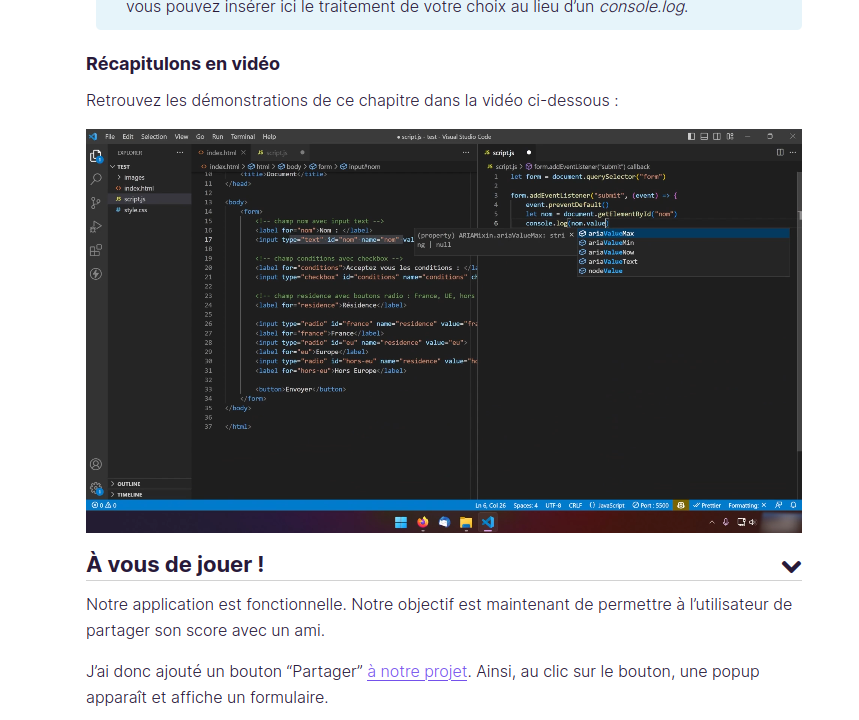 vous pouvez insérer ici le traitement de votre choix au lieu d’un console.log.
Récapitulons en vidéo
Retrouvez les démonstrations de ce chapitre dans la vidéo ci-dessous :
File Edit Selection View Go Run Terminal Help
● script.js - test - Visual Studio Code
EXPLORER ···
TEST
images
index.html
script.js
style.css
OUTLINE
TIMELINE
index.html × JS script.js ●
index.html > html > body > form > input#nom
10 <title>Document</title>
11 </head>
12
13 <body>
14 <form>
15 <!-- champ nom avec input text -->
16 <label for="nom">Nom : </label>
17 <input type="text" id="nom" name="nom" val
18
19 <!-- champ conditions avec checkbox -->
20 <label for="conditions">Acceptez vous les conditions : </la
21 <input type="checkbox" id="conditions" name="conditions" ch
22
23 <!-- champ residence avec boutons radio : France, UE, hors
24 <label for="residence">Résidence</label>
25
26 <input type="radio" id="France" name="residence" value="fra
27 <label for="france">France</label>
28 <input type="radio" id="eu" name="residence" value="eu">
29 <label for="eu">Europe</label>
30 <input type="radio" id="hors-eu" name="residence" value="ho
31 <label for="hors-eu">Hors Europe</label>
32
33 <button>Envoyer</button>
34 </form>
35 </body>
36
37 </html>
JS script.js ●
JS script.js > form.addEventListener("submit") callback
1 let form = document.querySelector("form")
2
3 form.addEventListener("submit", (event) => {
4 event.preventDefault()
5 let nom = document.getElementById("nom")
6 console.log(nom.value)
(property) ARIAMixin.ariaValueMax: stri ×
ng | null
ariaValueMax
ariaValueMin
ariaValueNow
ariaValueText
nodeValue
0 0
Ln 6, Col 26 Spaces: 4 UTF-8 CRLF {} JavaScript Port : 5500 Prettier Formatting: ×
À vous de jouer !
Notre application est fonctionnelle. Notre objectif est maintenant de permettre à l’utilisateur de
partager son score avec un ami.
J’ai donc ajouté un bouton “Partager” à notre projet. Ainsi, au clic sur le bouton, une popup
apparaît et affiche un formulaire.